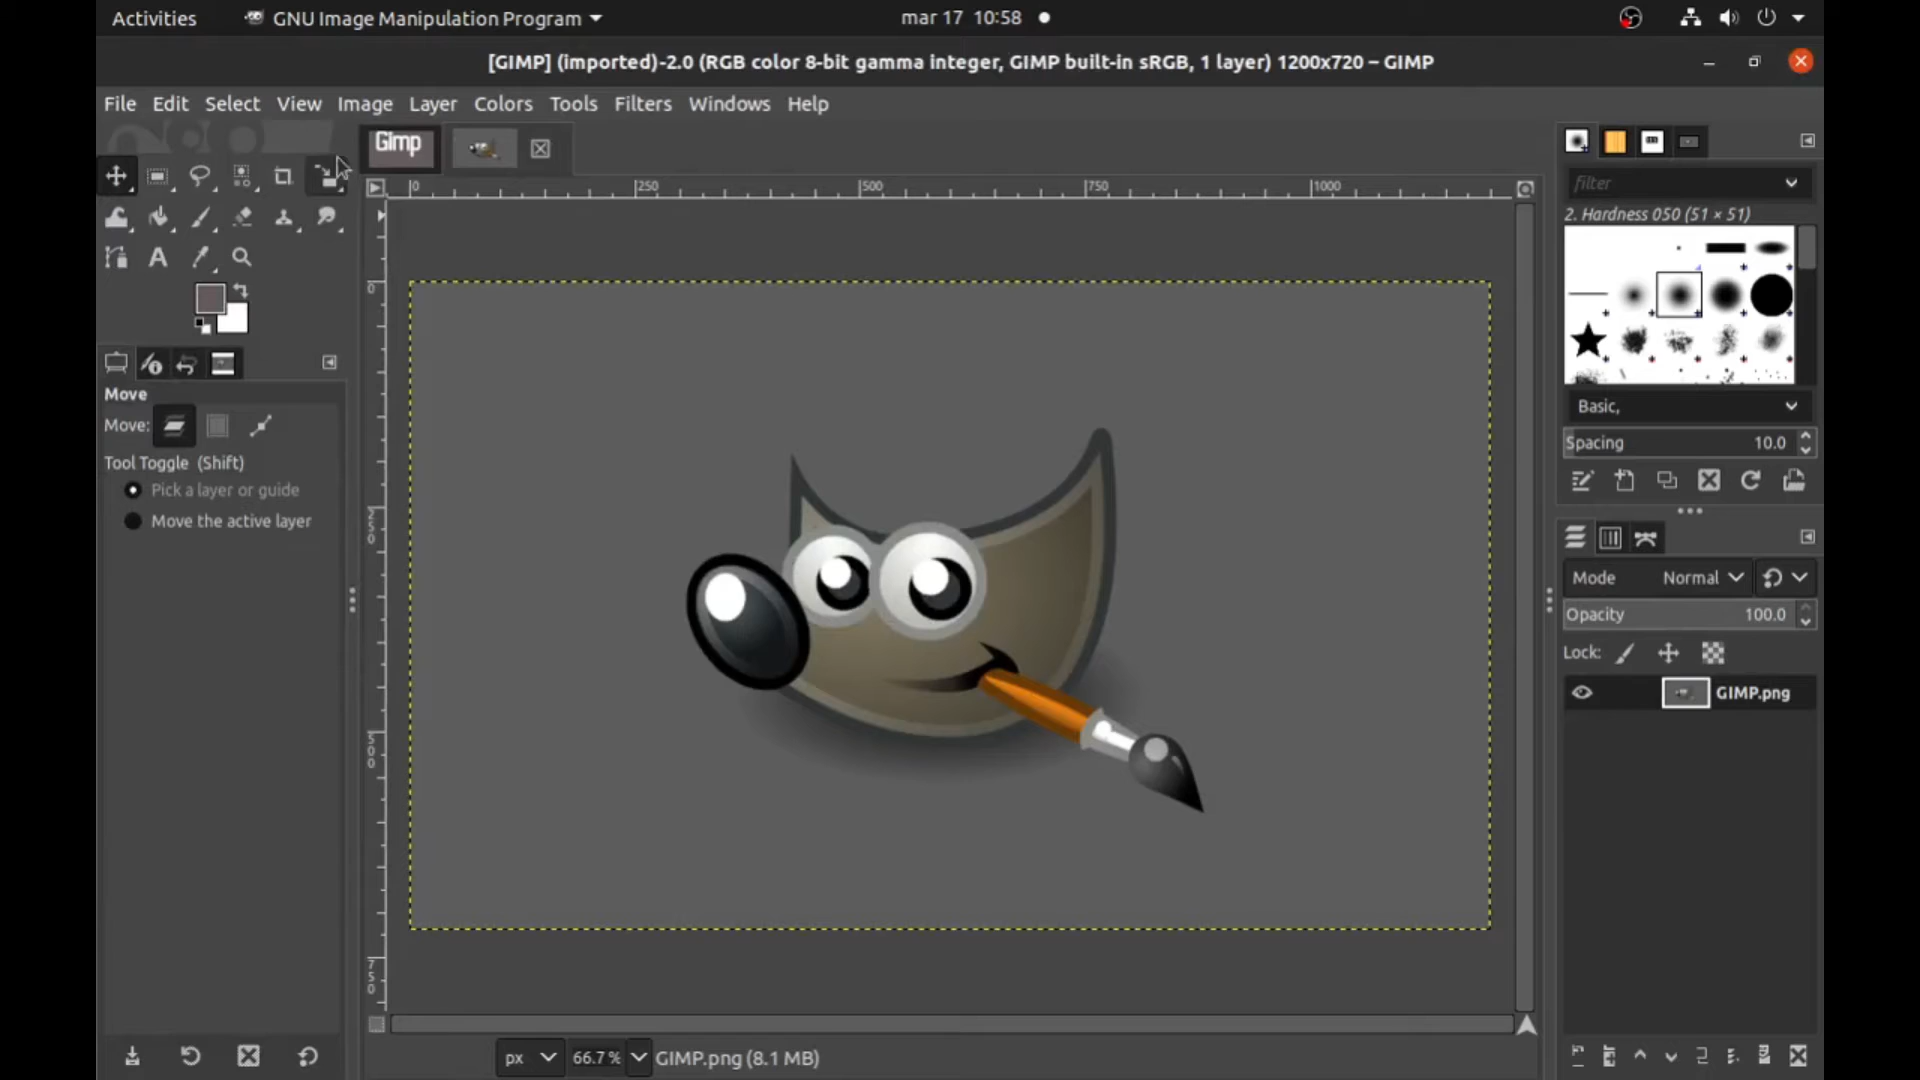 Activities GNU Image Manipulation Program mar 17 10:58
[GIMP] (imported)-2.0 (RGB color 8-bit gamma integer, GIMP built-in sRGB, 1 layer) 1200x720 – GIMP
File Edit Select View Image Layer Colors Tools Filters Windows Help
Gimp
0 250 500 750 1000
filter
2. Hardness 050 (51 × 51)
0
Move
Basic,
Move:
Spacing 10.0
Tool Toggle (Shift)
Pick a layer or guide
Move the active layer
250
Mode Normal
Opacity 100.0
Lock:
GIMP.png
500
750
px 66.7 % GIMP.png (8.1 MB)